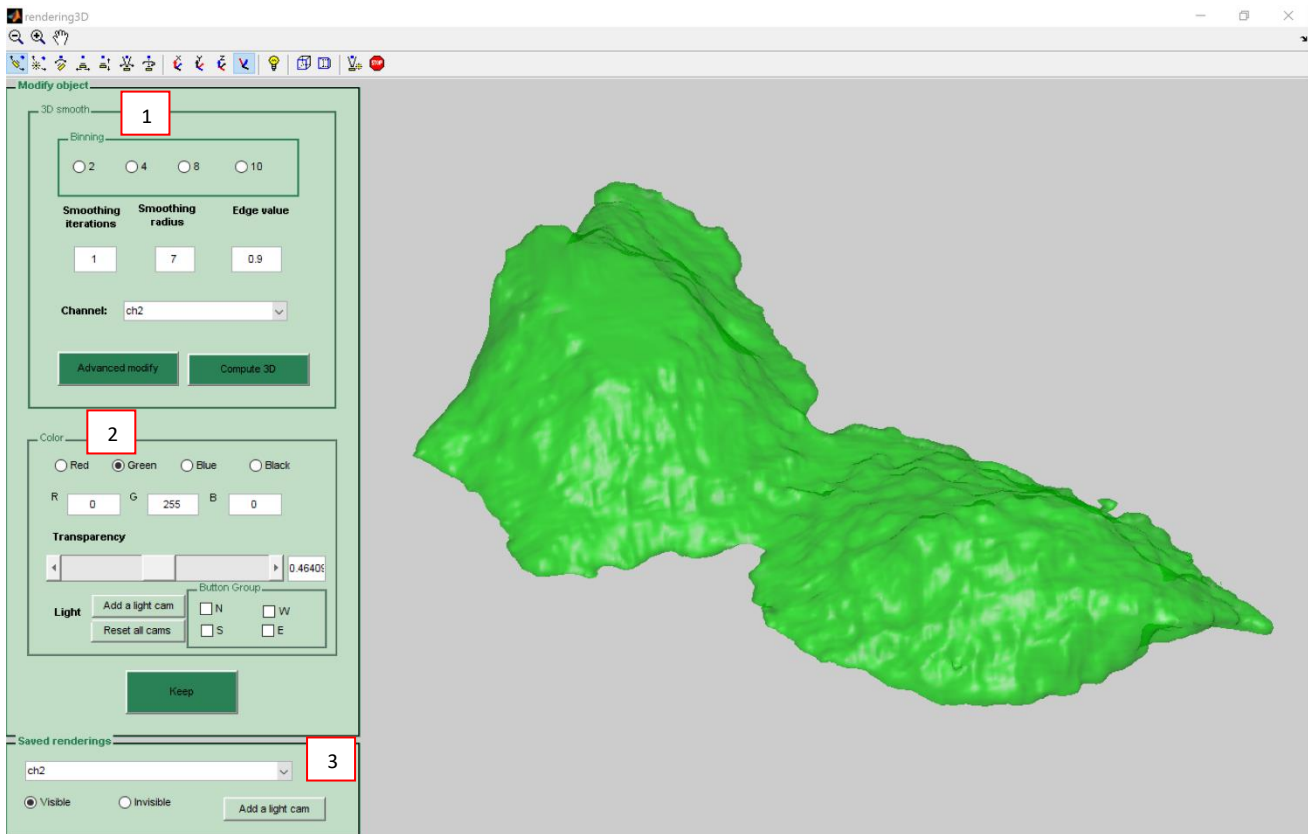 rendering3D
Modify object
3D smooth
1
Binning
2 4 8 10
Smoothing iterations
Smoothing radius
Edge value
1 7 0.9
Channel: ch2
Advanced modify Compute 3D
Color
2
Red Green Blue Black
R 0 G 255 B 0
Transparency
0.46409
Button Group
Light Add a light cam N W
Reset all cams S E
Keep
Saved renderings
3
ch2
Visible Invisible Add a light cam